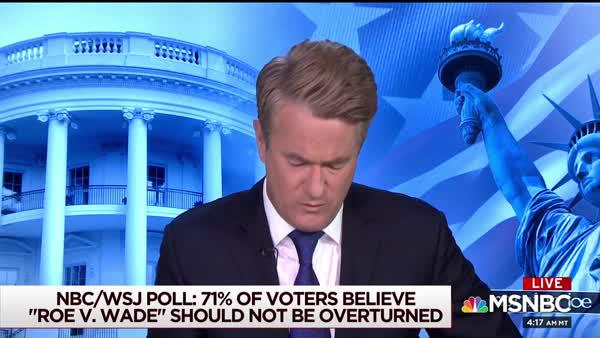 NBC/WSJ POLL: 71% OF VOTERS BELIEVE
"ROE V. WADE" SHOULD NOT BE OVERTURNED
LIVE
MSNBC
joe
4:17 AM MT